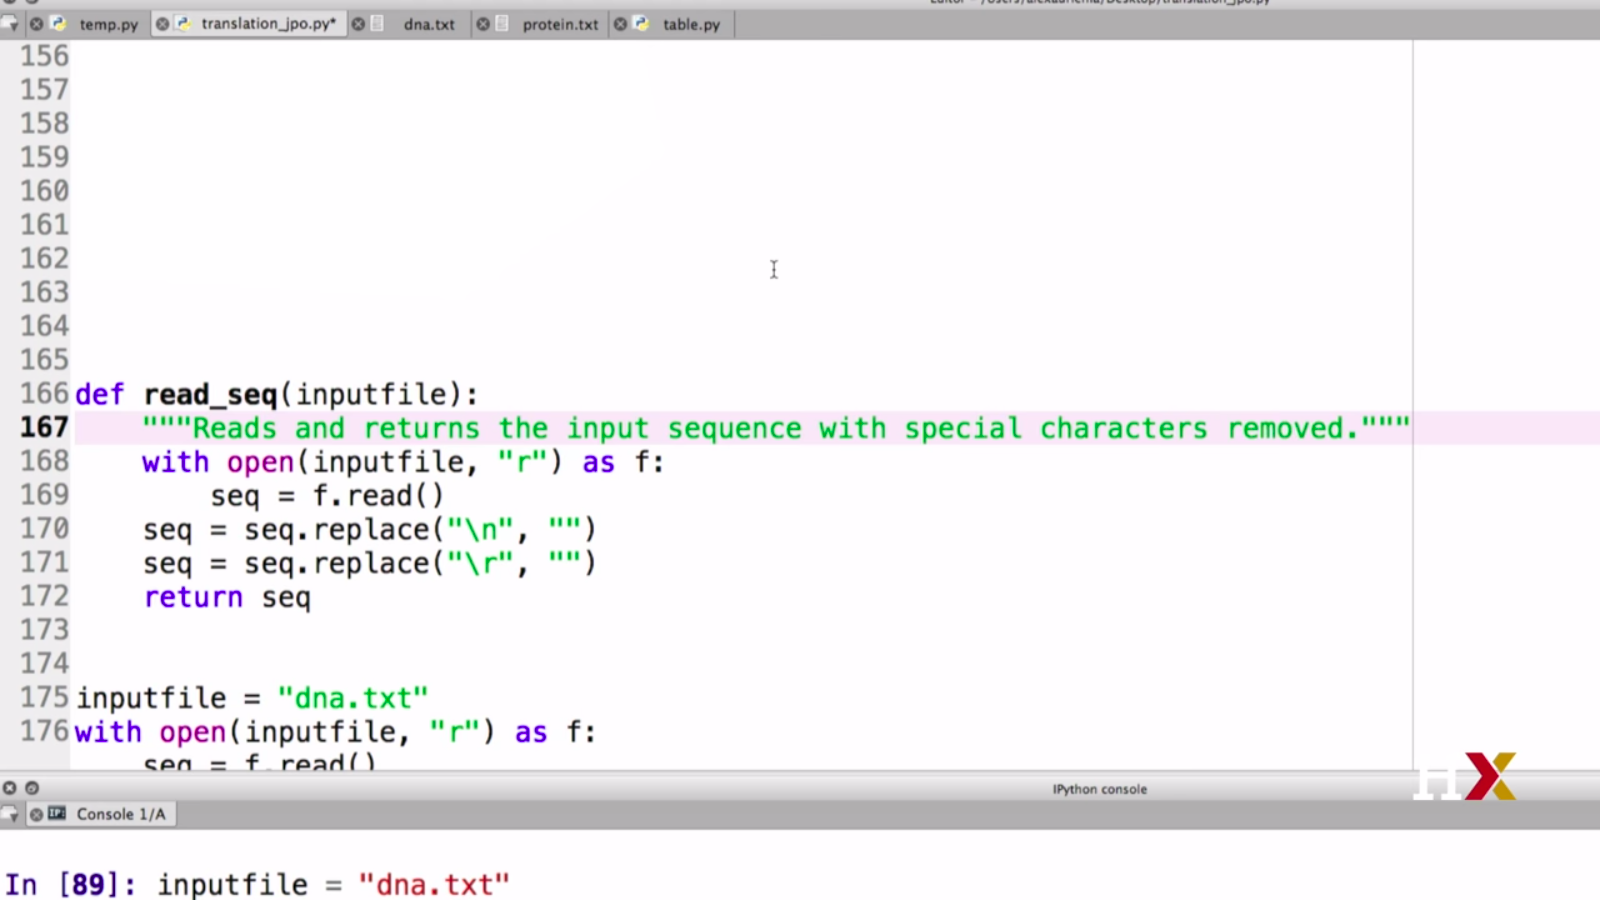 temp.py translation_jpo.py* dna.txt protein.txt table.py
156
157
158
159
160
161
162
163
164
165
166 def read_seq(inputfile):
167 """Reads and returns the input sequence with special characters removed."""
168 with open(inputfile, "r") as f:
169 seq = f.read()
170 seq = seq.replace("\n", "")
171 seq = seq.replace("\r", "")
172 return seq
173
174
175 inputfile = "dna.txt"
176 with open(inputfile, "r") as f:
seq = f.read()
HX
IPython console
Console 1/A
In [89]: inputfile = "dna.txt"